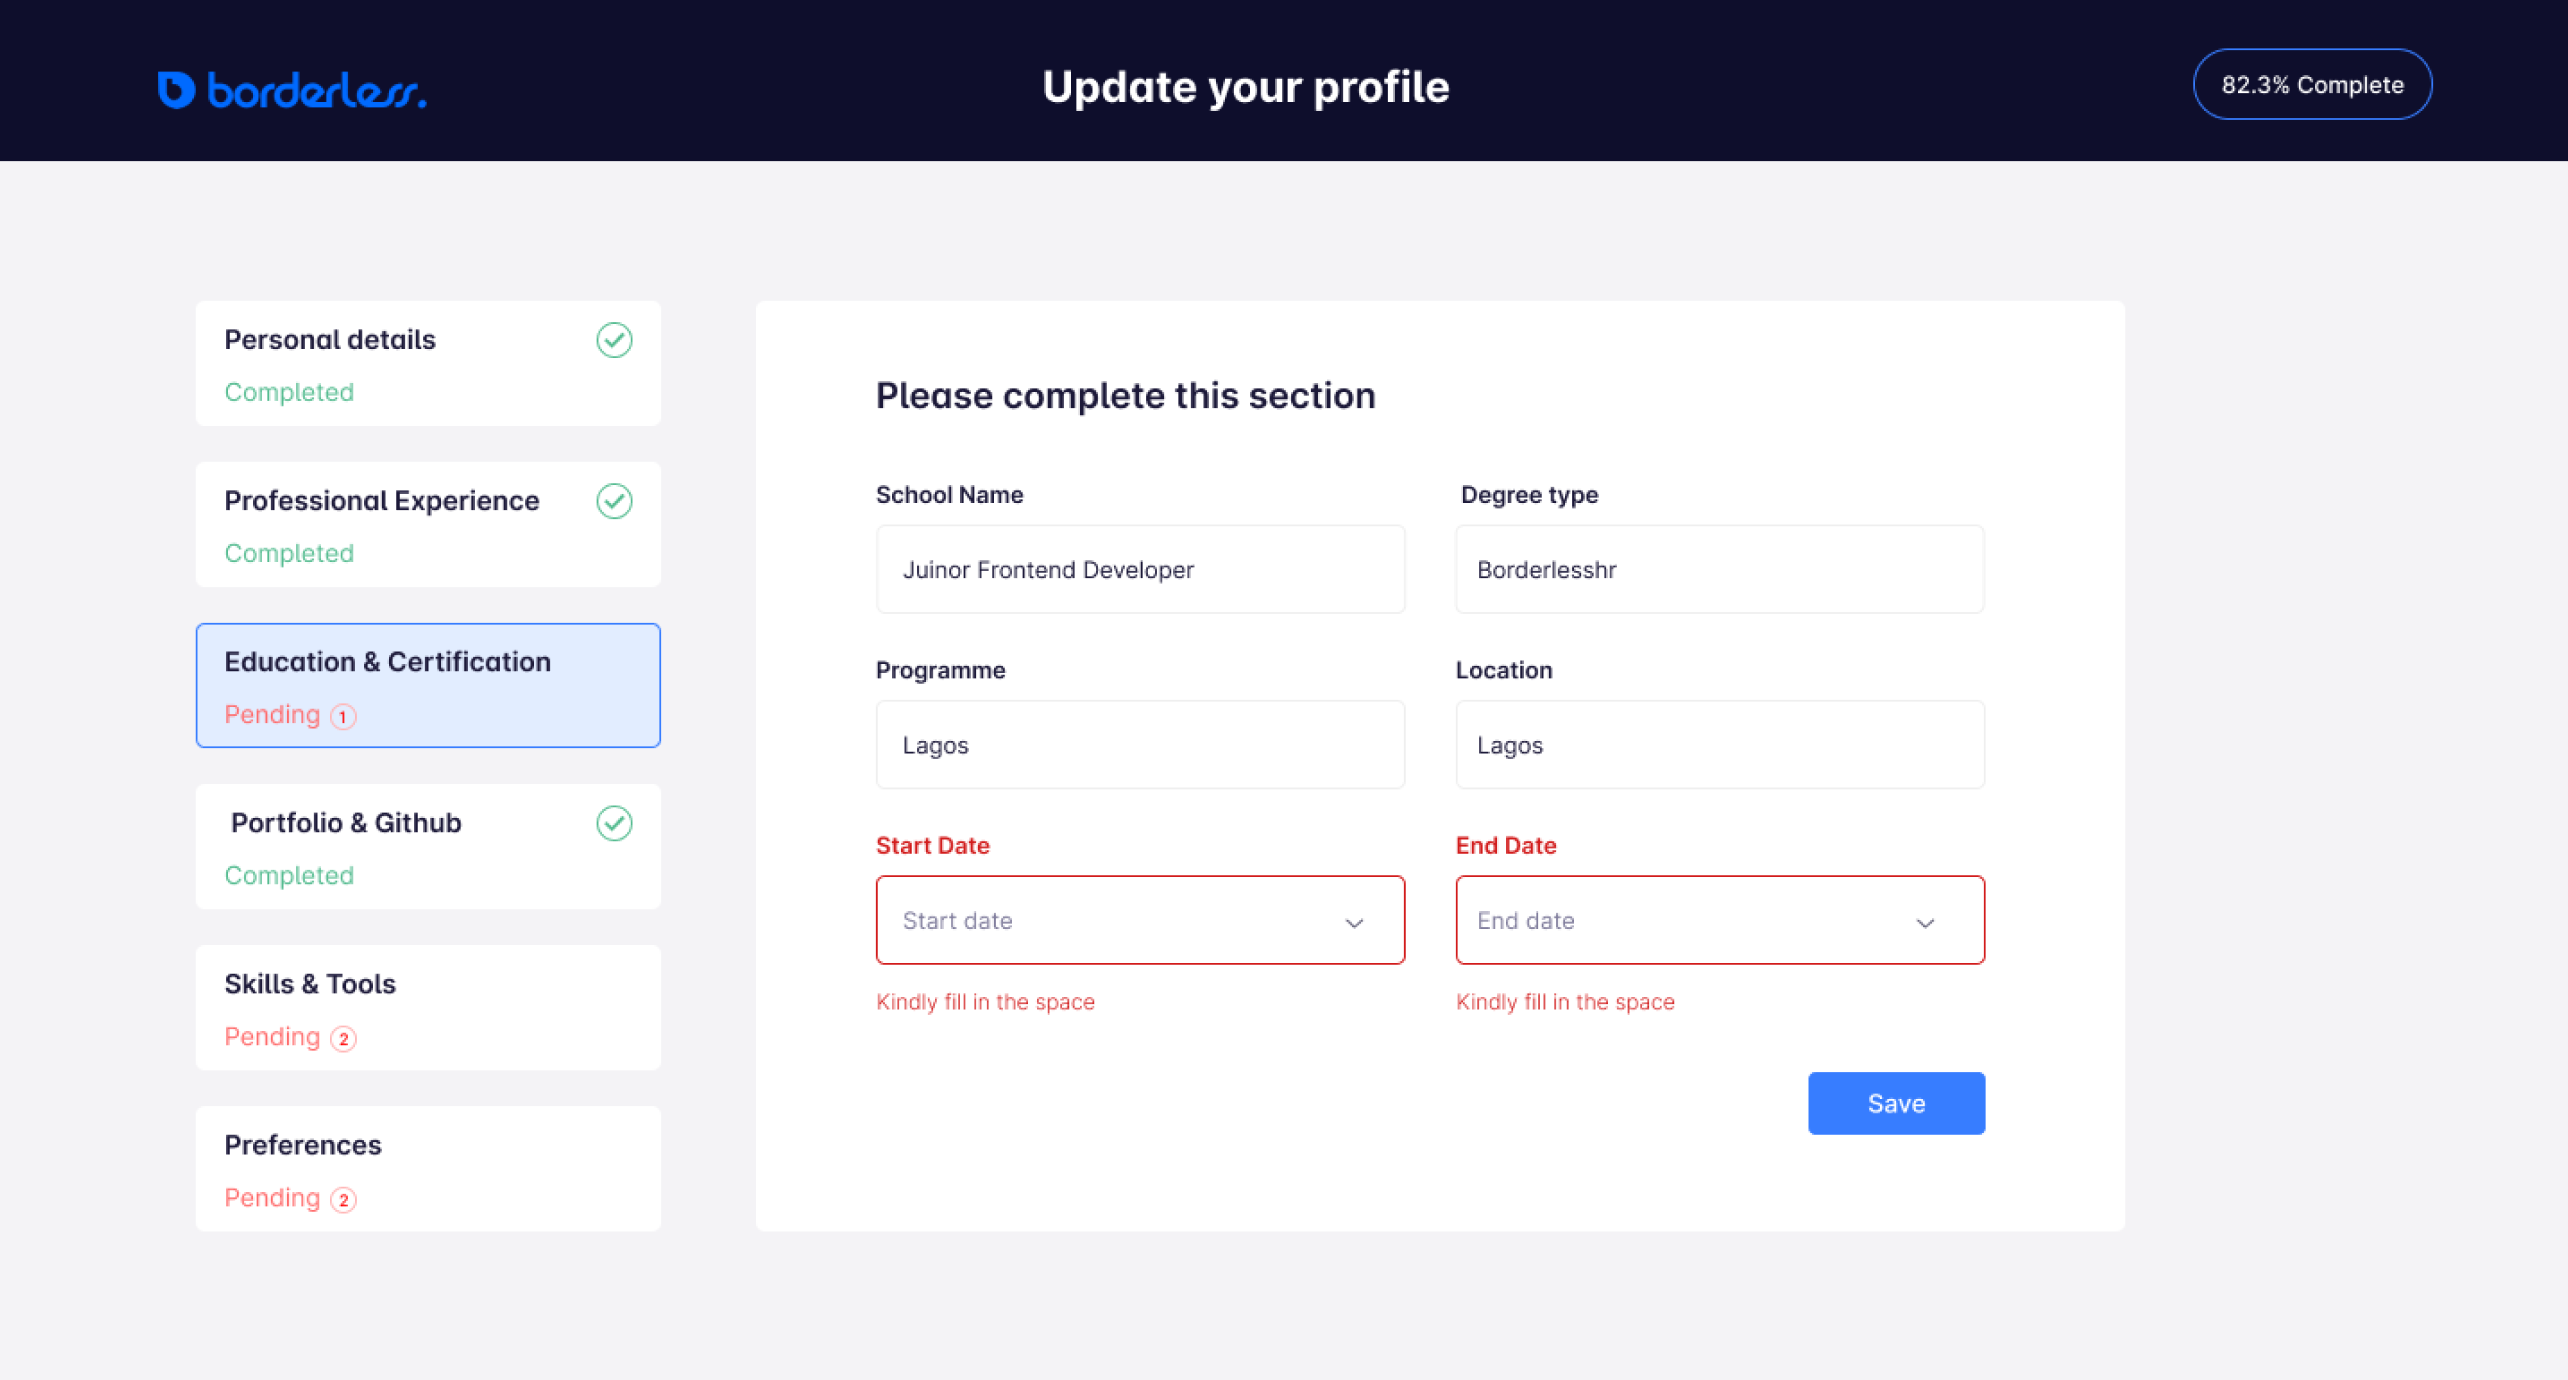 borderless.
Update your profile
82.3% Complete
Personal details
Completed
Professional Experience
Completed
Education & Certification
Pending 1
Portfolio & Github
Completed
Skills & Tools
Pending 2
Preferences
Pending 2
Please complete this section
School Name
Degree type
Juinor Frontend Developer
Borderlesshr
Programme
Location
Lagos
Lagos
Start Date
End Date
Start date
End date
Kindly fill in the space
Kindly fill in the space
Save